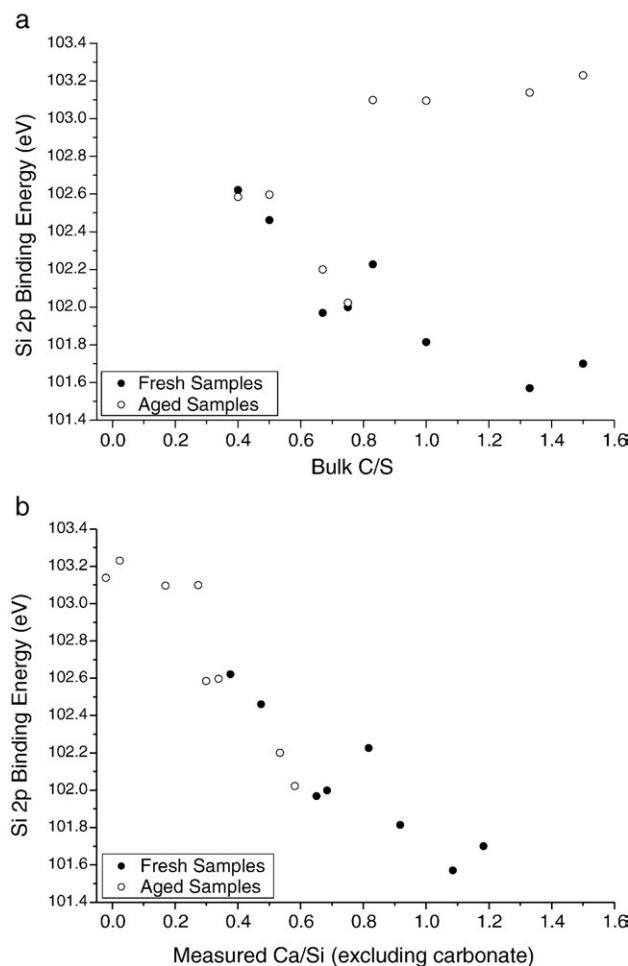 a
103.4
103.2
103.0
102.8
102.6
102.4
102.2
102.0
101.8
101.6
101.4
Si 2p Binding Energy (eV)
Fresh Samples
Aged Samples
0.0 0.2 0.4 0.6 0.8 1.0 1.2 1.4 1.6
Bulk C/S
b
103.4
103.2
103.0
102.8
102.6
102.4
102.2
102.0
101.8
101.6
101.4
Si 2p Binding Energy (eV)
Fresh Samples
Aged Samples
0.0 0.2 0.4 0.6 0.8 1.0 1.2 1.4 1.6
Measured Ca/Si (excluding carbonate)